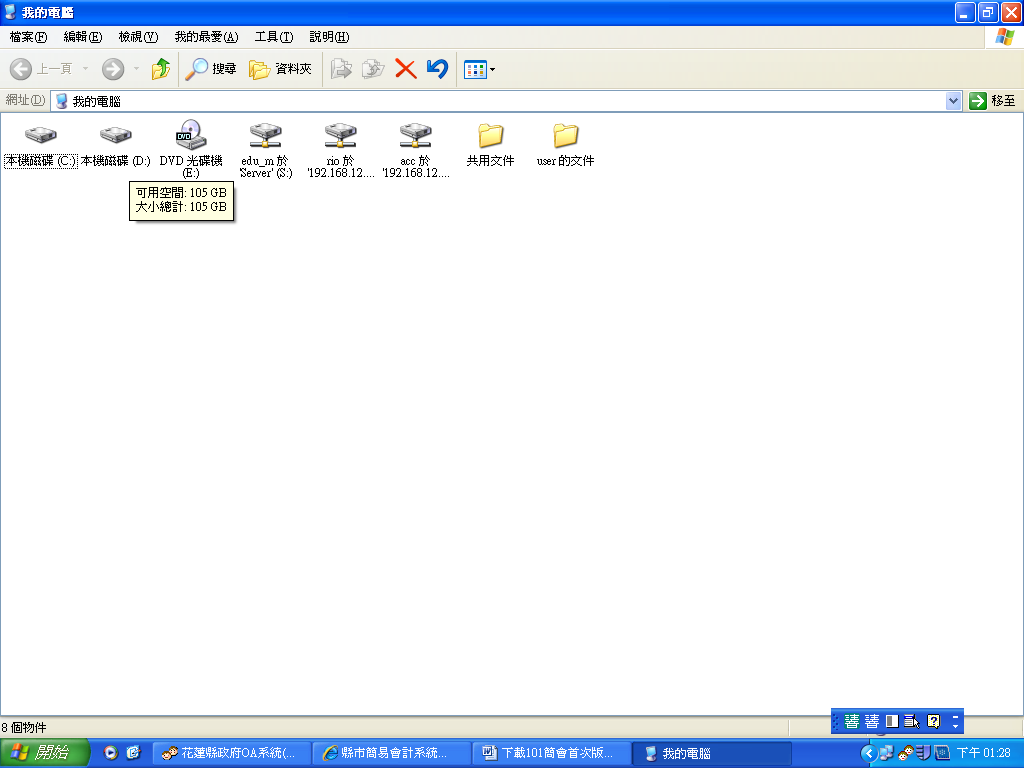 我的電腦
檔案(F) 編輯(E) 檢視(V) 我的最愛(A) 工具(T) 說明(H)
上一頁 搜尋 資料夾
網址(D) 我的電腦 移至
本機磁碟 (C:) 本機磁碟 (D:) DVD 光碟機 (E:) edu_m 於 'Server' (S:) rio 於 '192.168.12.... acc 於 '192.168.12.... 共用文件 user 的文件
可用空間: 105 GB
大小總計: 105 GB
8 個物件
開始 花蓮縣政府OA系統(... 縣市簡易會計系統... 下載101簡會首次版... 我的電腦 下午 01:28